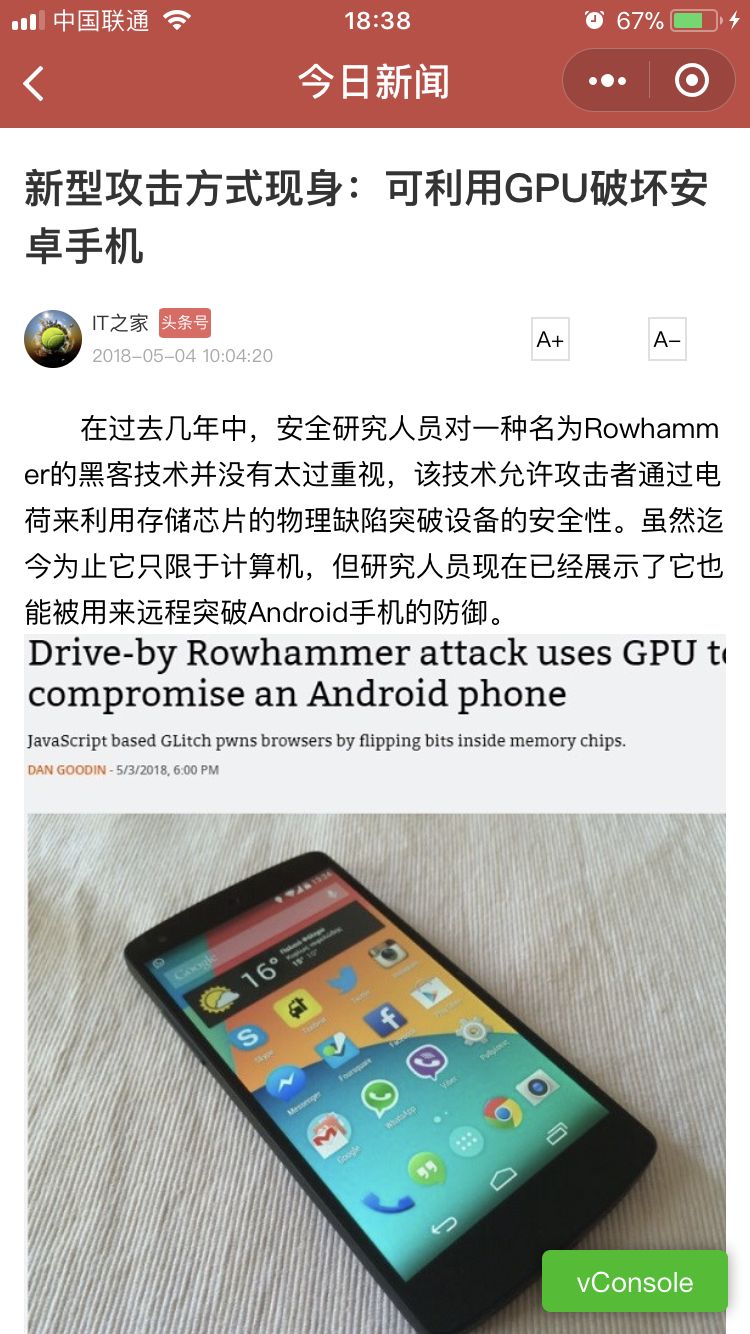 中国联通 18:38 67%
今日新闻
新型攻击方式现身：可利用GPU破坏安
卓手机
IT之家 头条号
2018-05-04 10:04:20
A+ A-
在过去几年中，安全研究人员对一种名为Rowhamm
er的黑客技术并没有太过重视，该技术允许攻击者通过电
荷来利用存储芯片的物理缺陷突破设备的安全性。虽然迄
今为止它只限于计算机，但研究人员现在已经展示了它也
能被用来远程突破Android手机的防御。
Drive-by Rowhammer attack uses GPU to
compromise an Android phone
JavaScript based GLitch pwns browsers by flipping bits inside memory chips.
DAN GOODIN - 5/3/2018, 6:00 PM
Google
16°
Skype
Twitter
Messenger
Foursquare
Facebook
WhatsApp
Viber
Google
vConsole